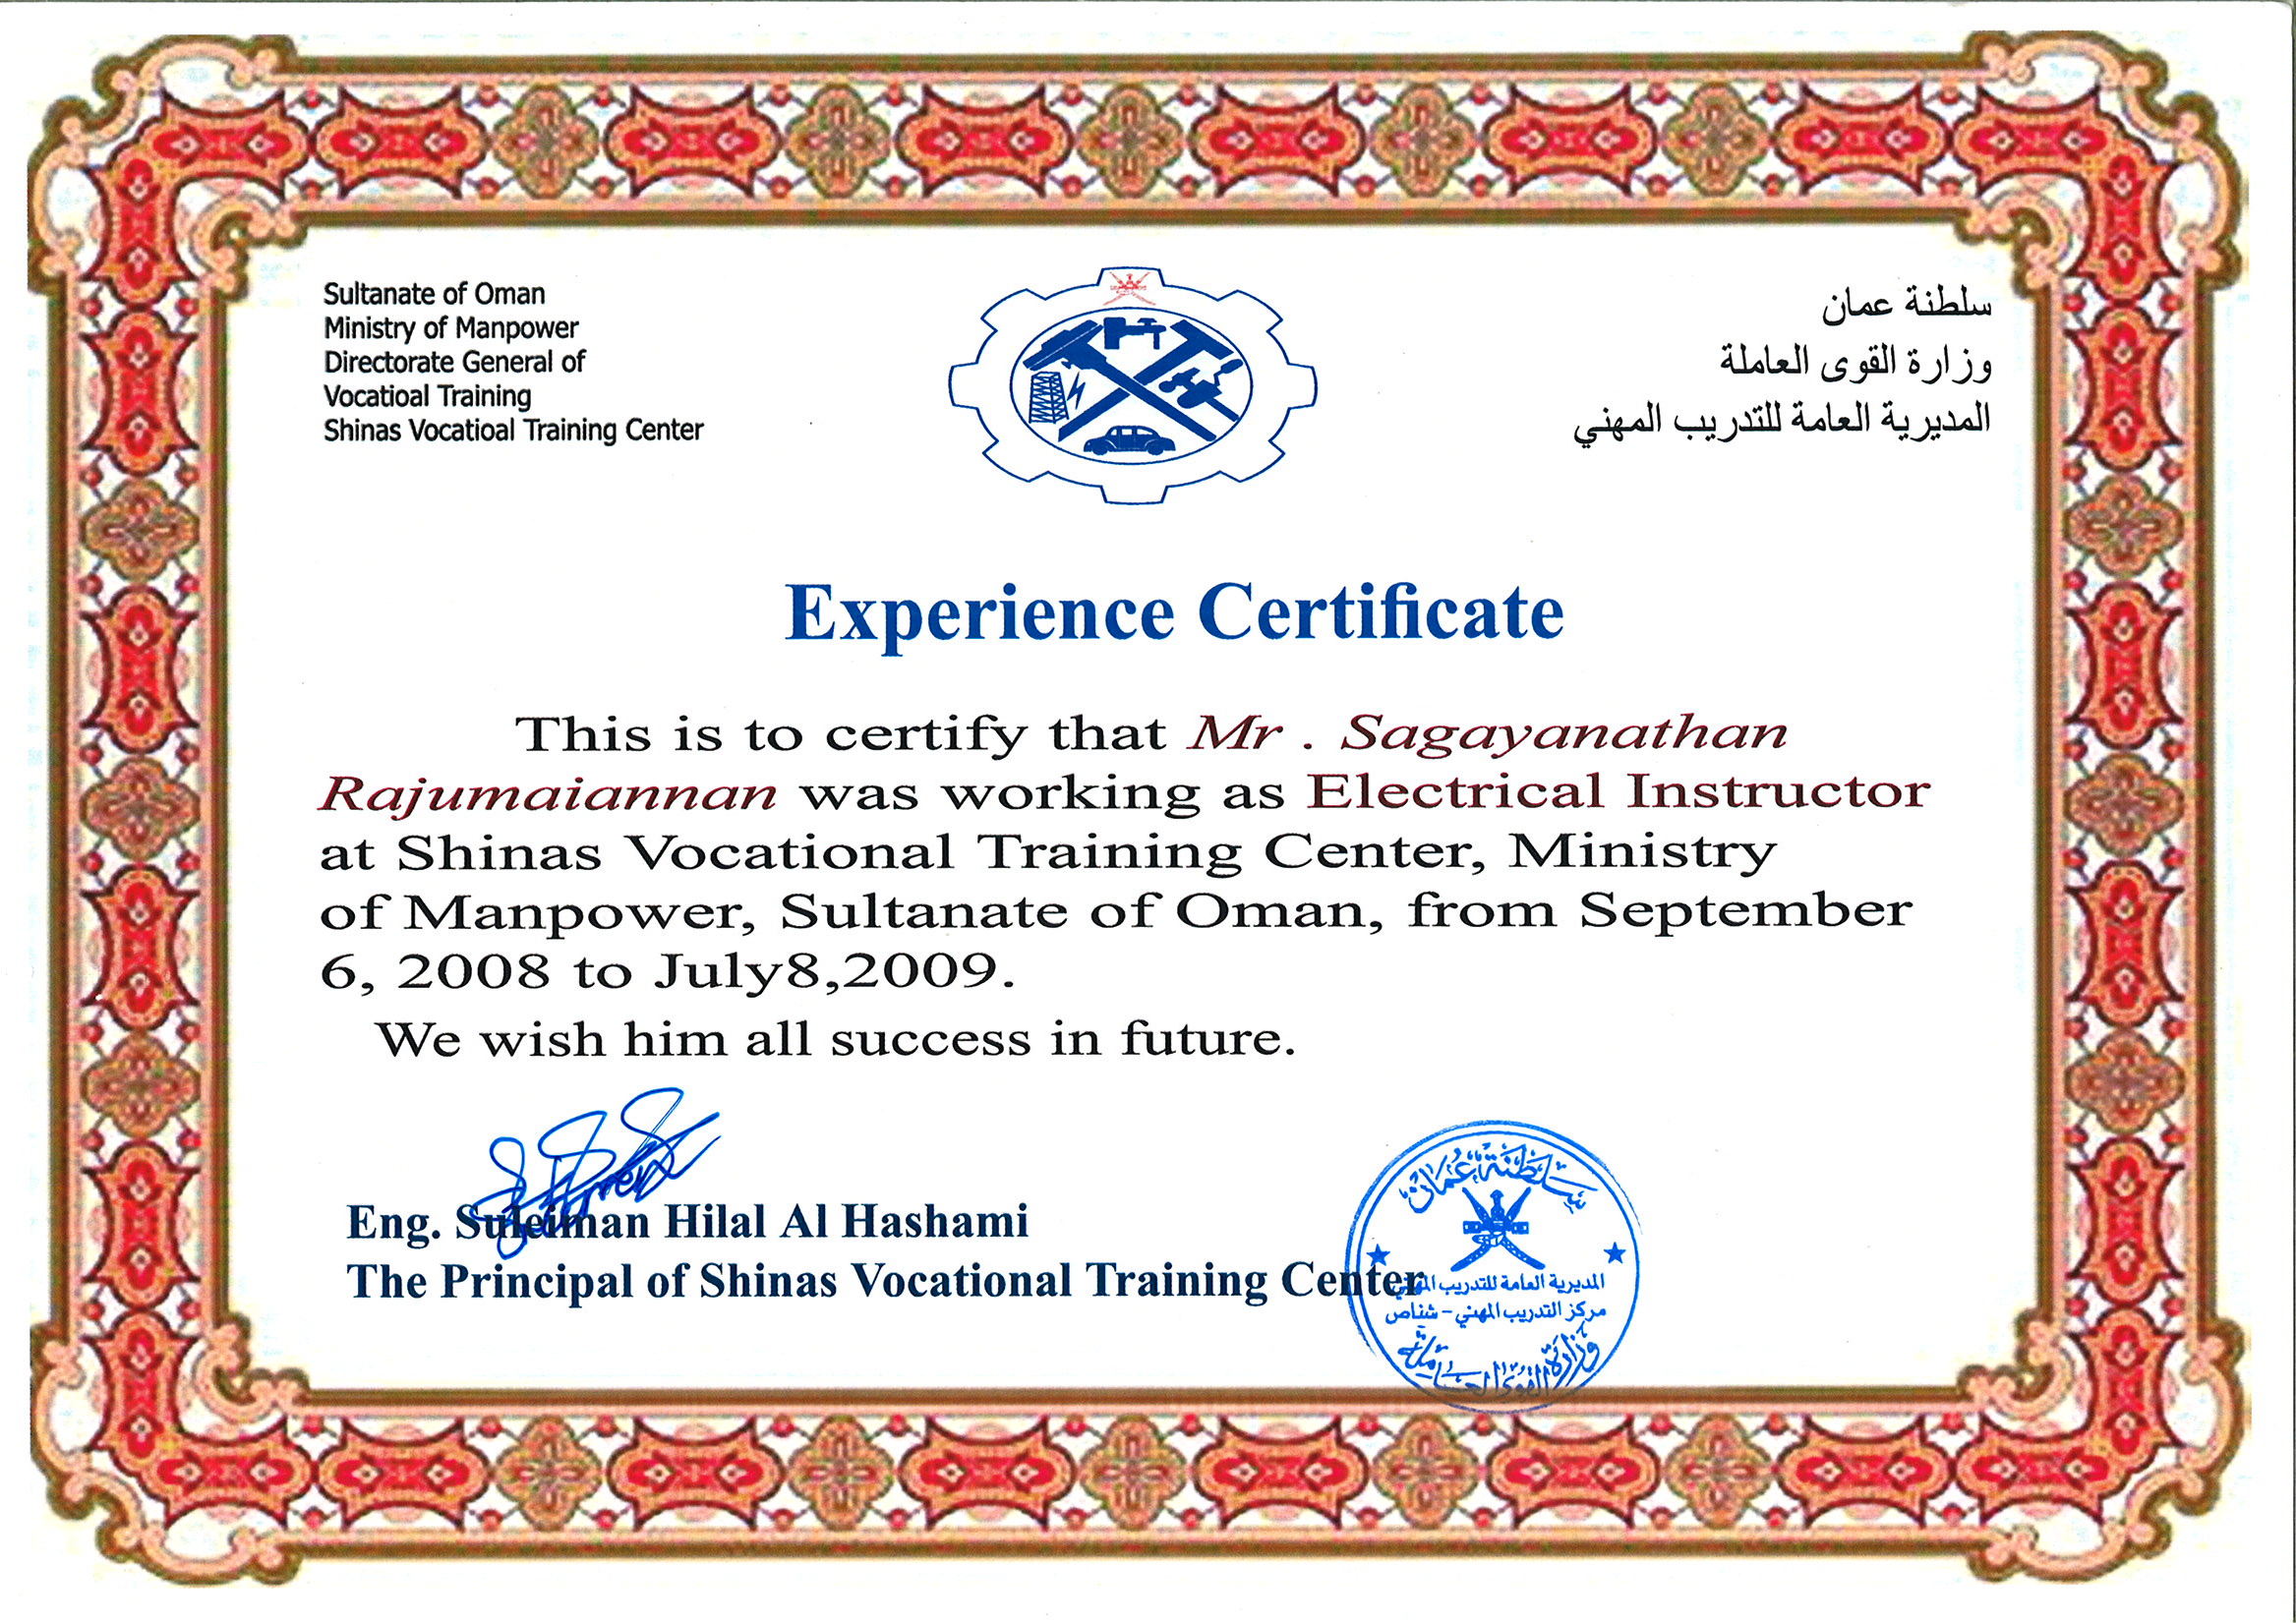 Sultanate of Oman
Ministry of Manpower
Directorate General of
Vocatioal Training
Shinas Vocatioal Training Center
سلطنة عمان
وزارة القوى العاملة
المديرية العامة للتدريب المهني
Experience Certificate
This is to certify that Mr . Sagayanathan
Rajumaiannan was working as Electrical Instructor
at Shinas Vocational Training Center, Ministry
of Manpower, Sultanate of Oman, from September
6, 2008 to July8,2009.
We wish him all success in future.
Eng. Suleiman Hilal Al Hashami
The Principal of Shinas Vocational Training Center
سلطنة عمان
المديرية العامة للتدريب المهني
مركز التدريب المهني - شناص
وزارة القوى العاملة